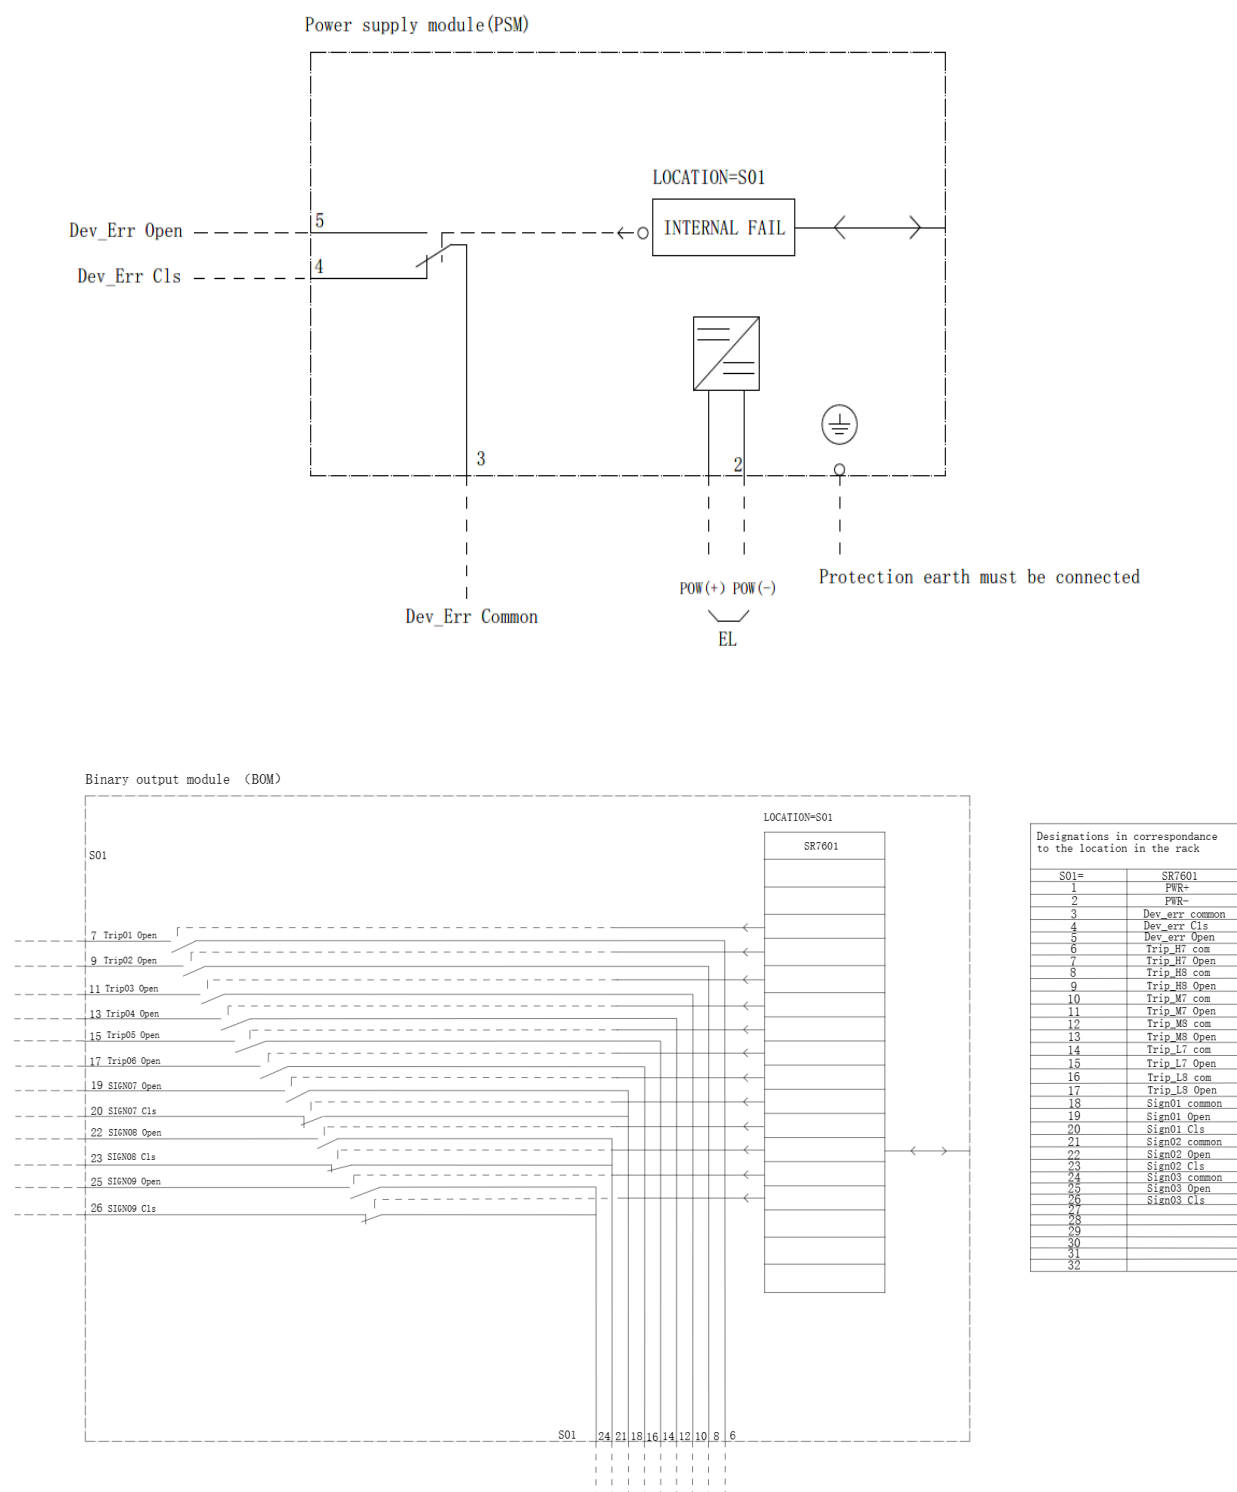 Power supply module(PSM)
LOCATION=S01
INTERNAL FAIL
5
Dev_Err Open
4
Dev_Err Cls
3
2
Dev_Err Common
POW(+) POW(-)
EL
Protection earth must be connected
Binary output module （BOM）
LOCATION=S01
SR7601
S01
7 Trip01 Open
9 Trip02 Open
11 Trip03 Open
13 Trip04 Open
15 Trip05 Open
17 Trip06 Open
19 SIGN07 Open
20 SIGN07 Cls
22 SIGN08 Open
23 SIGN08 Cls
25 SIGN09 Open
26 SIGN09 Cls
S01 24 21 18 16 14 12 10 8 6
Designations in correspondance
to the location in the rack
S01= SR7601
1 PWR+
2 PWR-
3 Dev_err common
4 Dev_err Cls
5 Dev_err Open
6 Trip_H7 com
7 Trip_H7 Open
8 Trip_H8 com
9 Trip_H8 Open
10 Trip_M7 com
11 Trip_M7 Open
12 Trip_M8 com
13 Trip_M8 Open
14 Trip_L7 com
15 Trip_L7 Open
16 Trip_L8 com
17 Trip_L8 Open
18 Sign01 common
19 Sign01 Open
20 Sign01 Cls
21 Sign02 common
22 Sign02 Open
23 Sign02 Cls
24 Sign03 common
25 Sign03 Open
26 Sign03 Cls
27
28
29
30
31
32